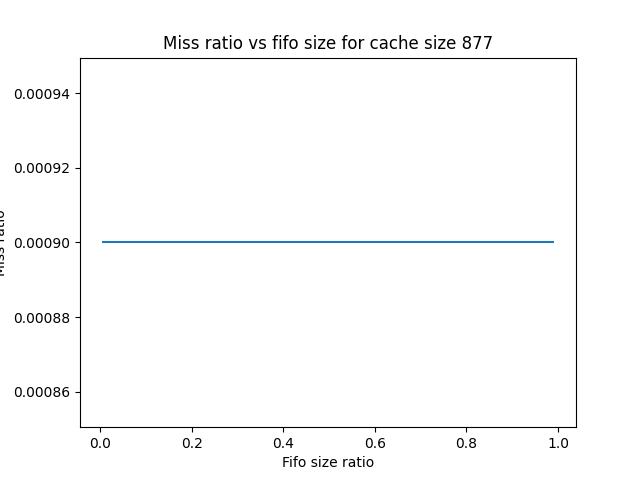 Miss ratio vs fifo size for cache size 877
0.00094
0.00092
0.00090
0.00088
0.00086
Miss ratio
0.0 0.2 0.4 0.6 0.8 1.0
Fifo size ratio